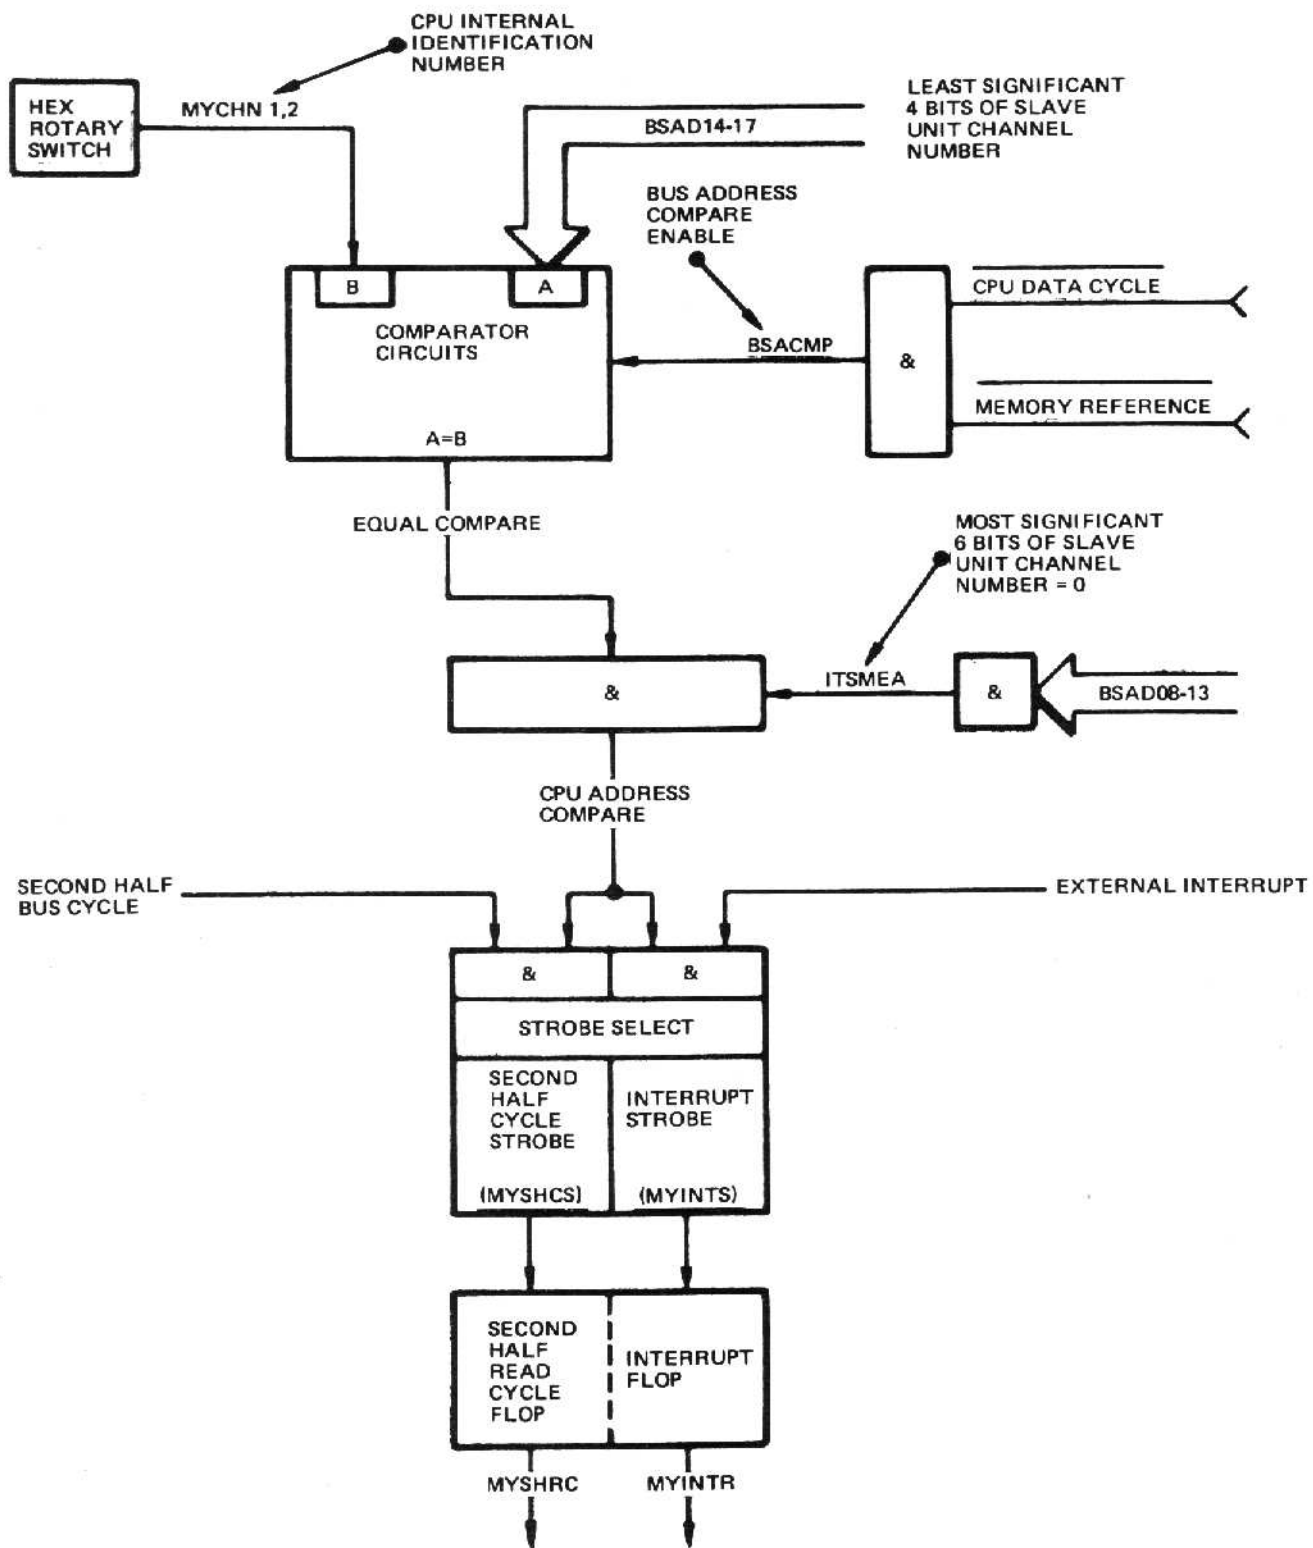 CPU INTERNAL
IDENTIFICATION
NUMBER
HEX
ROTARY
SWITCH
MYCHN 1,2
LEAST SIGNIFICANT
4 BITS OF SLAVE
UNIT CHANNEL
NUMBER
BSAD14-17
BUS ADDRESS
COMPARE
ENABLE
B
A
COMPARATOR
CIRCUITS
A=B
BSACMP
&
CPU DATA CYCLE
MEMORY REFERENCE
EQUAL COMPARE
MOST SIGNIFICANT
6 BITS OF SLAVE
UNIT CHANNEL
NUMBER = 0
&
ITSMEA
&
BSAD08-13
CPU ADDRESS
COMPARE
SECOND HALF
BUS CYCLE
EXTERNAL INTERRUPT
&
&
STROBE SELECT
SECOND
HALF
CYCLE
STROBE
(MYSHCS)
INTERRUPT
STROBE
(MYINTS)
SECOND
HALF
READ
CYCLE
FLOP
INTERRUPT
FLOP
MYSHRC
MYINTR